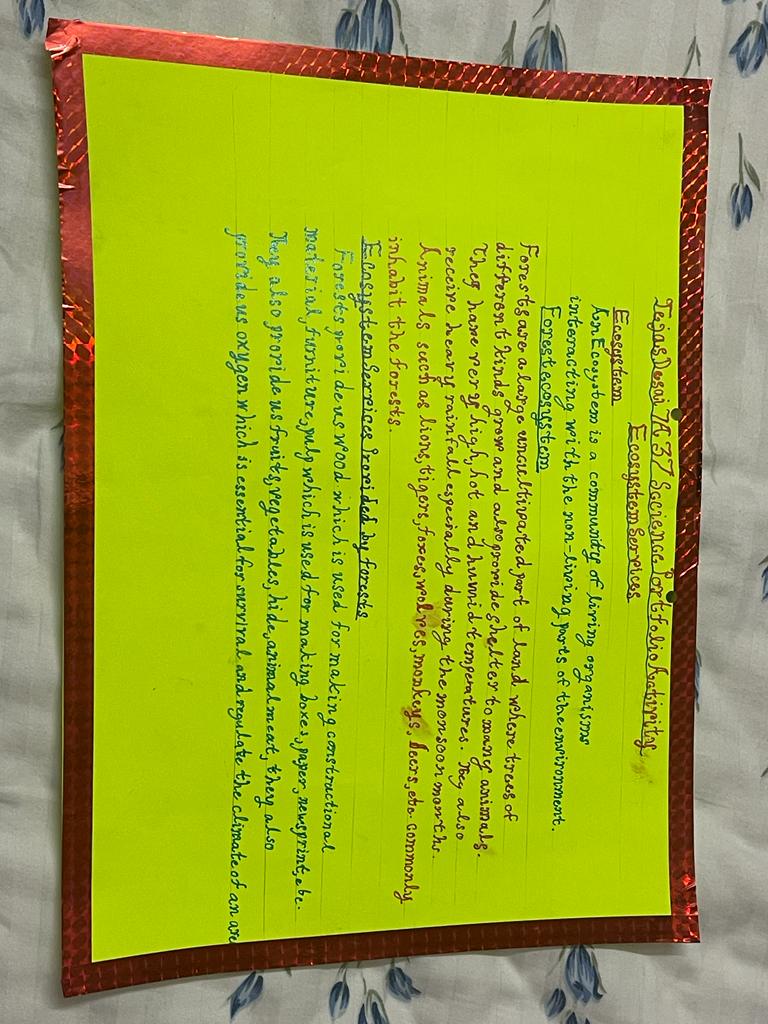 Tejas Desai 7A 37 Secience Portfolio Activity
Ecosystem Services
Ecosystem
An Ecosystem is a community of living organisms
interacting with the non-living parts of the environment.
Forest ecosystem
Forests are a large uncultivated part of land where trees of
different kinds grow and also provide shelter to many animals.
They have very high, hot and humid temperatures. They also
receive heavy rainfall especially during the monsoon months.
Animals such as lions, tigers, foxes, wolves, monkeys, deers, etc. commonly
inhabit the forests.
Ecosystem Services Provided by forests
Forests provide us wood which is used for making constructional
material, furniture, pulp which is used for making boxes, paper, newsprint, etc.
They also provide us fruits, vegetables, hide, animal meat, they also
provide us oxygen which is essential for survival and regulate the climate of an are